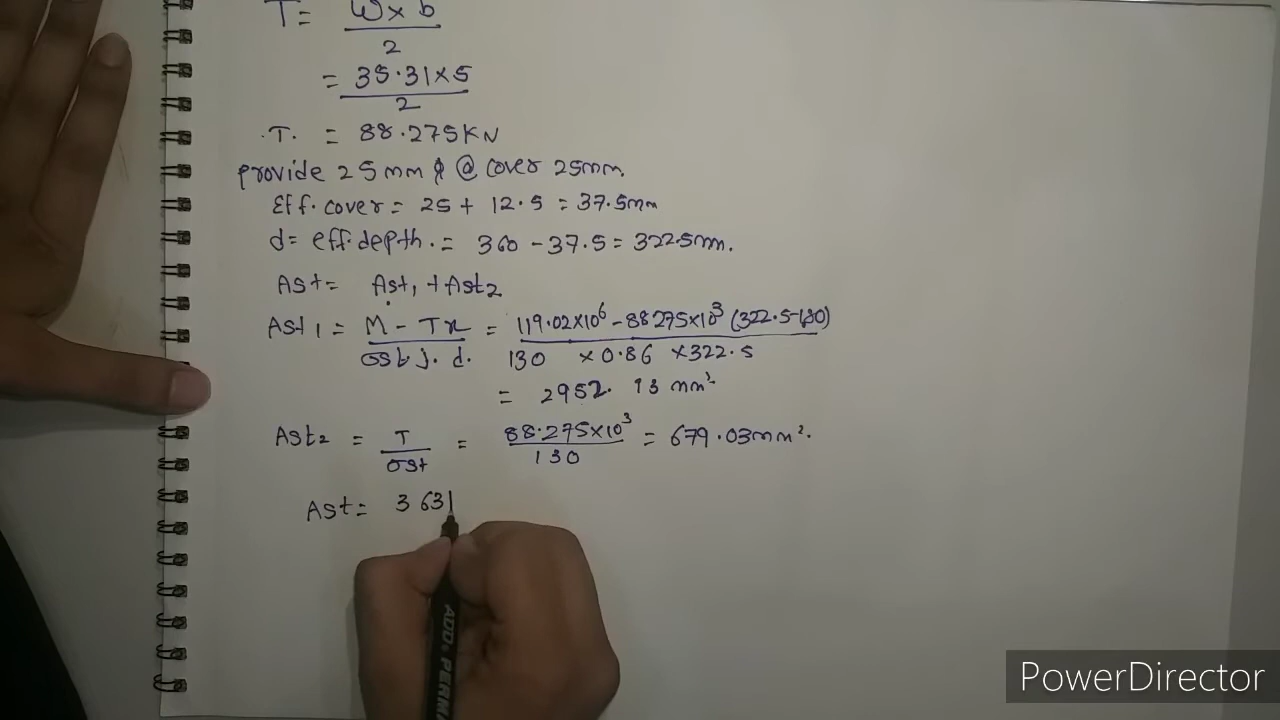 T = W x b
2
= 35.31 x 5
2
.T. = 88.275KN
provide 25mm ϕ @ cover 25mm.
Eff. cover = 25 + 12.5 = 37.5mm
d = eff. depth. = 360 - 37.5 = 322.5mm.
Ast = Ast1 + Ast2
Ast1 = M - Tx = 119.02x10^6 - 88.275x10^3 (322.5-180)
σst j. d. 130 x 0.86 x 322.5
= 2952.13 mm²
Ast2 = T = 88.275x10^3 = 679.03mm².
σst 130
Ast = 3631
ADD. PERMA
PowerDirector